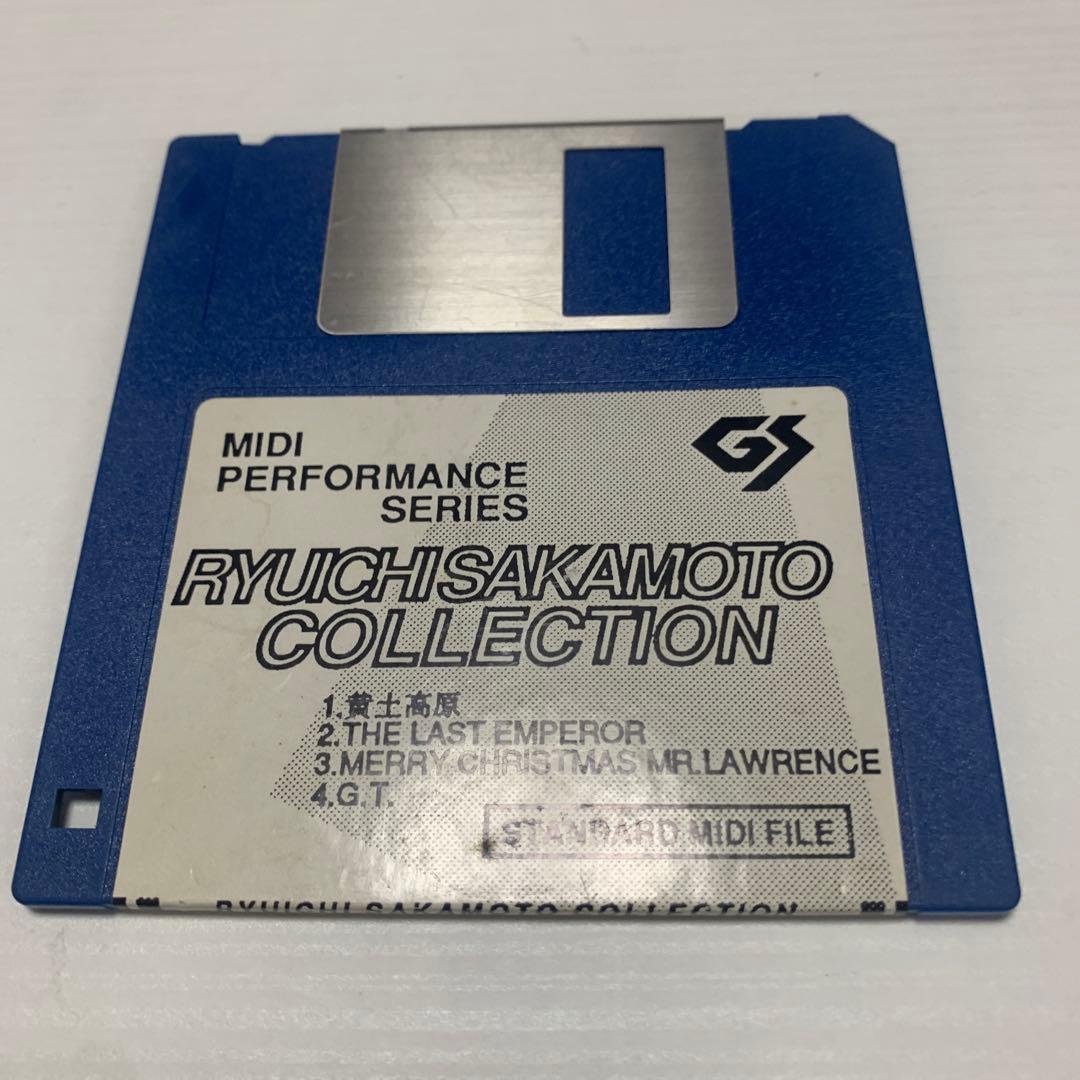 MIDI
PERFORMANCE
SERIES
GS
RYUICHI SAKAMOTO
COLLECTION
1.黄土高原
2.THE LAST EMPEROR
3.MERRY CHRISTMAS MR.LAWRENCE
4.G.T.
STANDARD MIDI FILE
RYUICHI SAKAMOTO COLLECTION